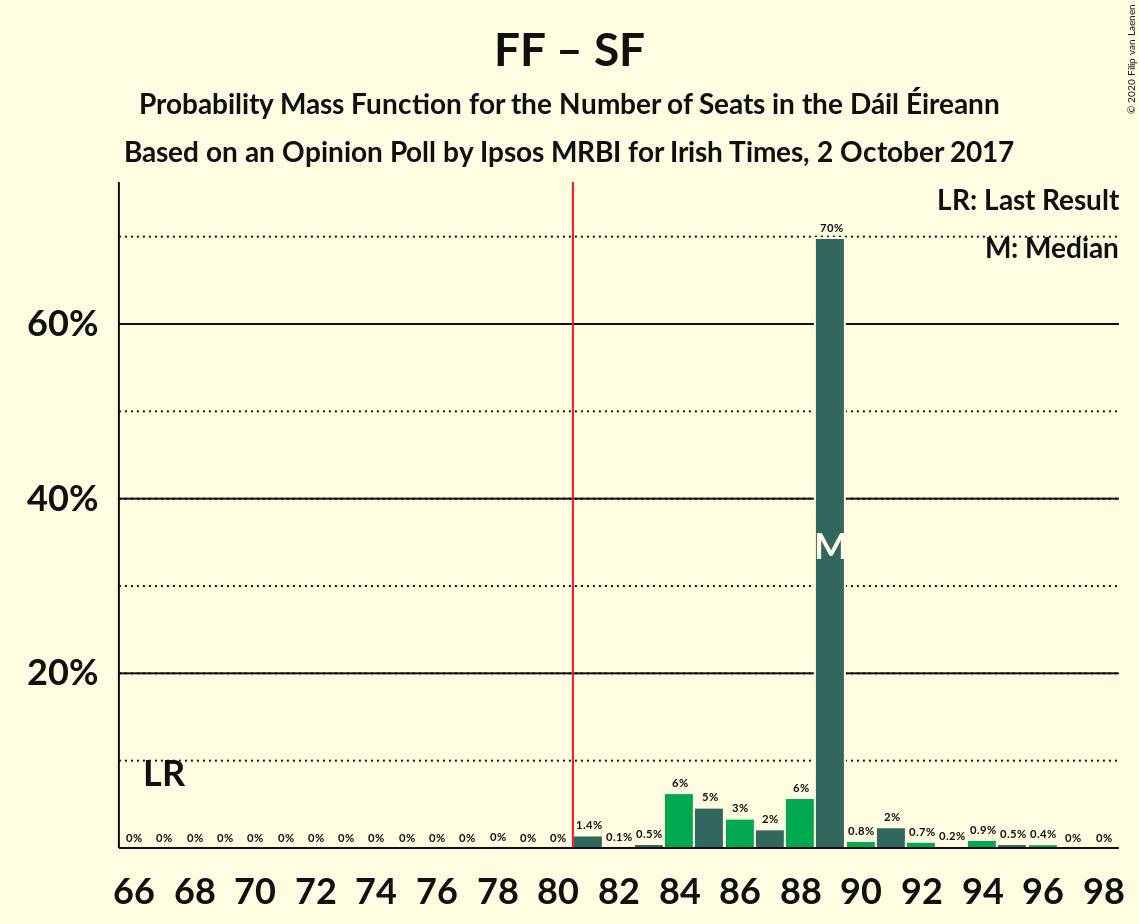 FF – SF
Probability Mass Function for the Number of Seats in the Dáil Éireann
Based on an Opinion Poll by Ipsos MRBI for Irish Times, 2 October 2017
© 2020 Filip van Laenen
LR: Last Result
M: Median
60%
40%
20%
LR
M
0% 0% 0% 0% 0% 0% 0% 0% 0% 0% 0% 0% 0% 0% 0% 1.4% 0.1% 0.5% 6% 5% 3% 2% 6% 70% 0.8% 2% 0.7% 0.2% 0.9% 0.5% 0.4% 0% 0%
66 68 70 72 74 76 78 80 82 84 86 88 90 92 94 96 98